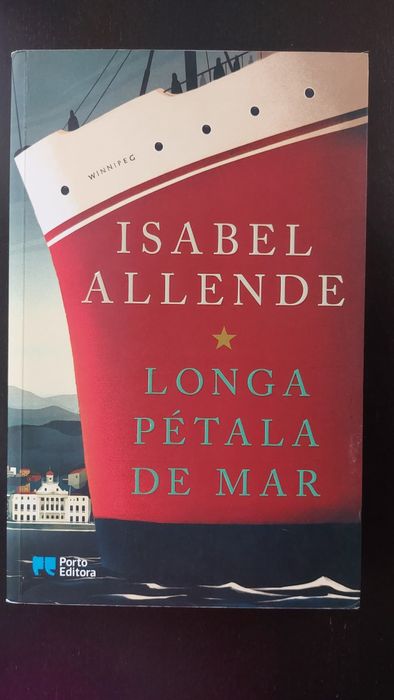 WINNIPEG
ISABEL
ALLENDE
LONGA
PÉTALA
DE MAR
Porto
Editora